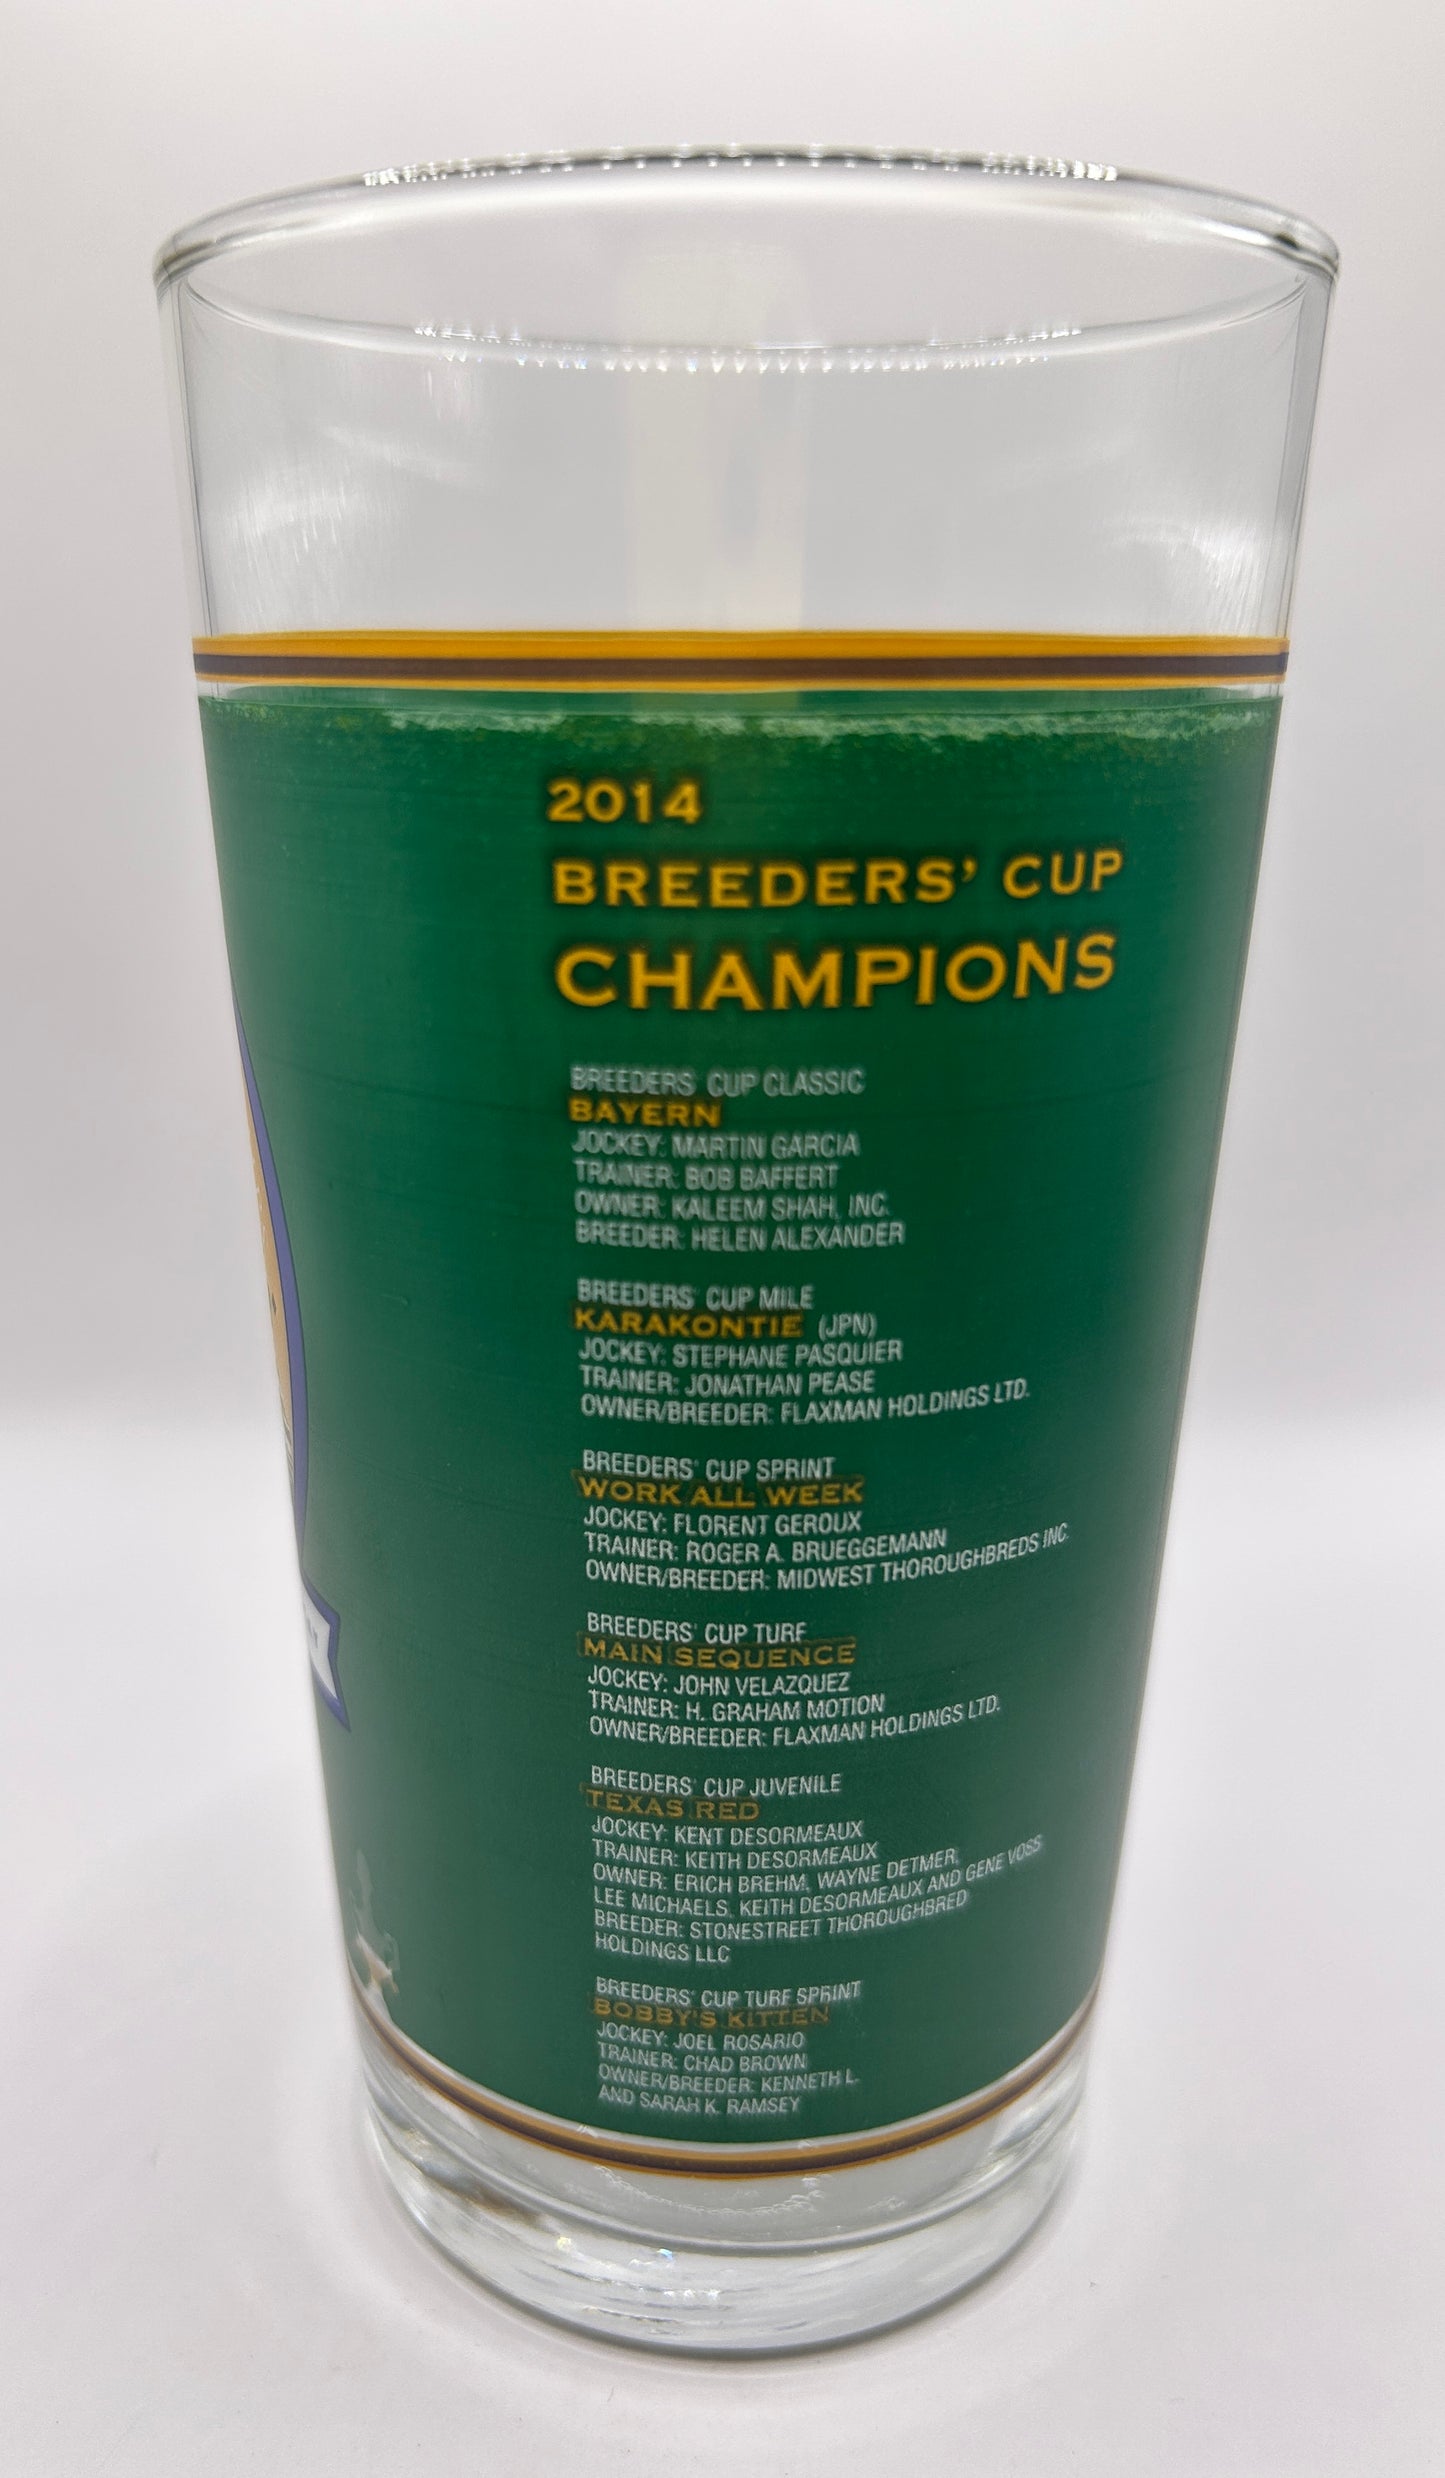 2014
BREEDERS' CUP
CHAMPIONS
BREEDERS' CUP CLASSIC
BAYERN
JOCKEY: MARTIN GARCIA
TRAINER: BOB BAFFERT
OWNER: KALEEM SHAH, INC.
BREEDER: HELEN ALEXANDER
BREEDERS' CUP MILE
KARAKONTIE (JPN)
JOCKEY: STEPHANE PASQUIER
TRAINER: JONATHAN PEASE
OWNER/BREEDER: FLAXMAN HOLDINGS LTD.
BREEDERS' CUP SPRINT
WORK ALL WEEK
JOCKEY: FLORENT GEROUX
TRAINER: ROGER A. BRUEGGEMANN
OWNER/BREEDER: MIDWEST THOROUGHBREDS INC.
BREEDERS' CUP TURF
MAIN SEQUENCE
JOCKEY: JOHN VELAZQUEZ
TRAINER: H. GRAHAM MOTION
OWNER/BREEDER: FLAXMAN HOLDINGS LTD.
BREEDERS' CUP JUVENILE
TEXAS RED
JOCKEY: KENT DESORMEAUX
TRAINER: KEITH DESORMEAUX
OWNER: ERICH BREHM, WAYNE DETMER,
LEE MICHAELS, KEITH DESORMEAUX AND GENE VOSS
BREEDER: STONESTREET THOROUGHBRED
HOLDINGS LLC
BREEDERS' CUP TURF SPRINT
BOBBY'S KITTEN
JOCKEY: JOEL ROSARIO
TRAINER: CHAD BROWN
OWNER/BREEDER: KENNETH L.
AND SARAH K. RAMSEY